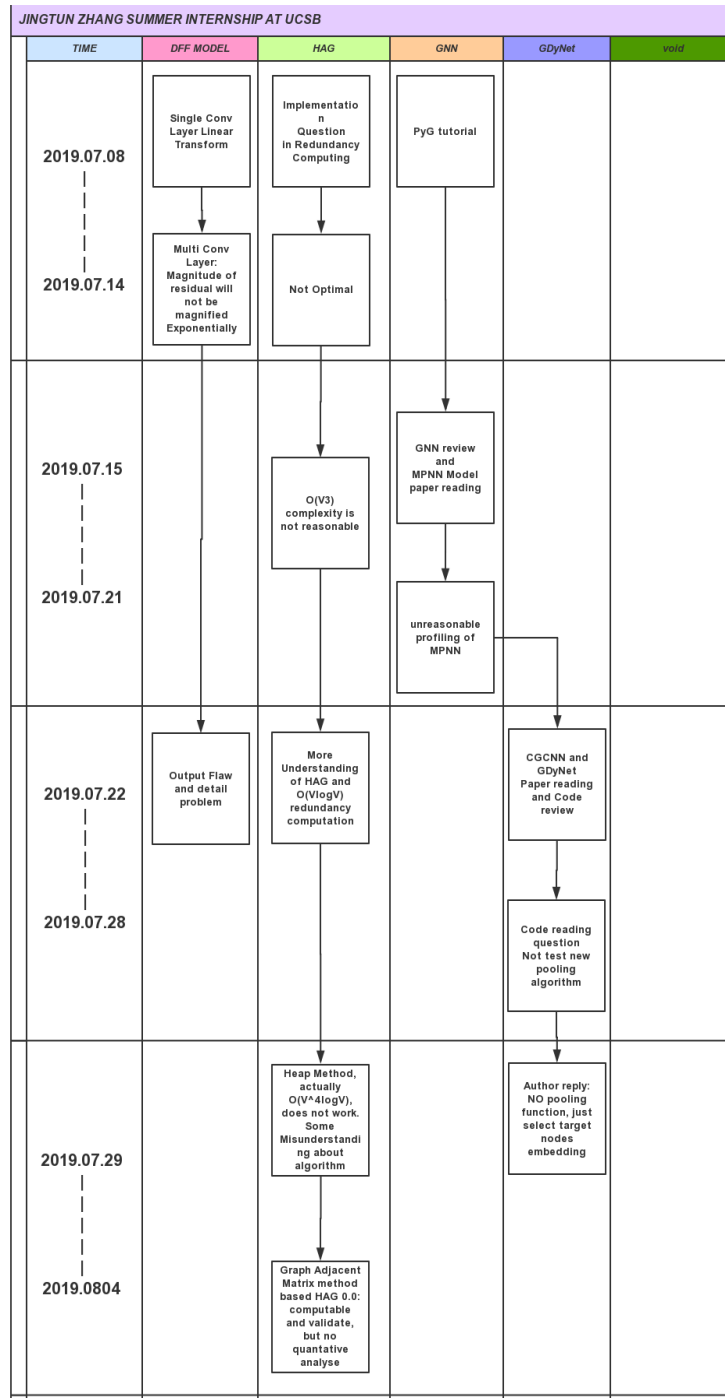 JINGTUN ZHANG SUMMER INTERNSHIP AT UCSB
TIME
DFF MODEL
HAG
GNN
GDyNet
void
2019.07.08
2019.07.14
Single Conv
Layer Linear
Transform
Multi Conv
Layer:
Magnitude of
residual will
not be
magnified
Exponentially
Implementatio
n
Question
in Redundancy
Computing
Not Optimal
PyG tutorial
2019.07.15
2019.07.21
O(V3)
complexity is
not reasonable
GNN review
and
MPNN Model
paper reading
unreasonable
profiling of
MPNN
2019.07.22
2019.07.28
Output Flaw
and detail
problem
More
Understanding
of HAG and
O(VlogV)
redundancy
computation
CGCNN and
GDyNet
Paper reading
and Code
review
Code reading
question
Not test new
pooling
algorithm
2019.07.29
2019.0804
Heap Method,
actually
O(V^4logV),
does not work.
Some
Misunderstandi
ng about
algorithm
Graph Adjacent
Matrix method
based HAG 0.0:
computable
and validate,
but no
quantative
analyse
Author reply:
NO pooling
function, just
select target
nodes
embedding